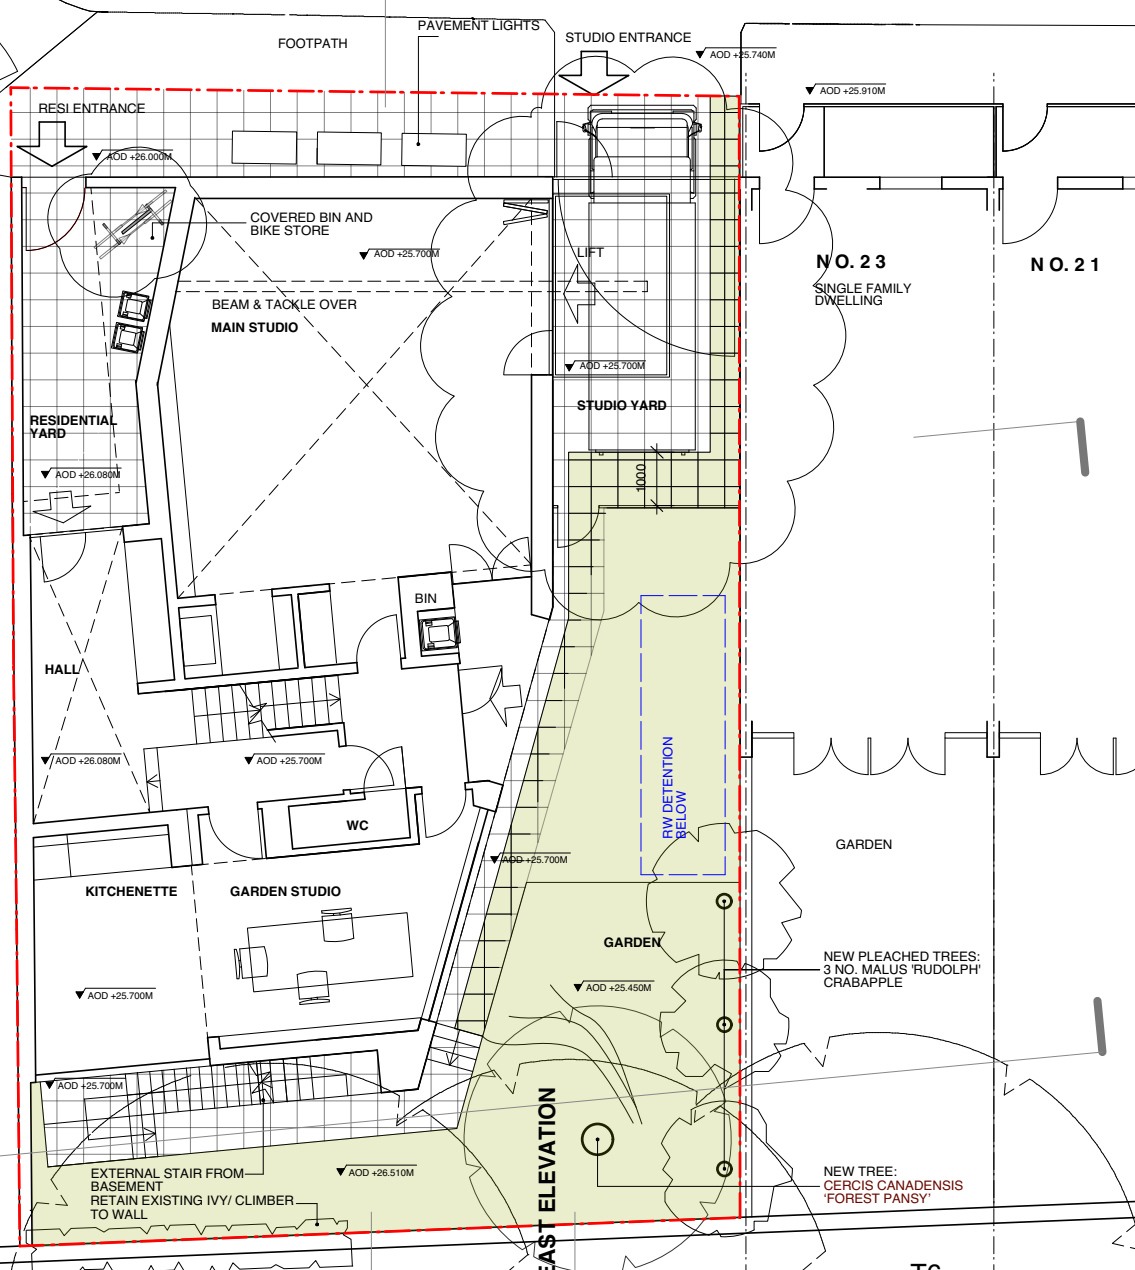 PAVEMENT LIGHTS
FOOTPATH
STUDIO ENTRANCE
AOD +25.740M
AOD +25.910M
RESI ENTRANCE
AOD +26.000M
COVERED BIN AND
BIKE STORE
AOD +25.700M
LIFT
NO.23
SINGLE FAMILY
DWELLING
NO.21
BEAM & TACKLE OVER
MAIN STUDIO
AOD +25.700M
STUDIO YARD
RESIDENTIAL
YARD
AOD +26.080M
1000
BIN
HALL
AOD +26.080M
AOD +25.700M
RW DETENTION
BELOW
WC
AOD +25.700M
GARDEN
KITCHENETTE
GARDEN STUDIO
GARDEN
AOD +25.450M
AOD +25.700M
NEW PLEACHED TREES:
3 NO. MALUS 'RUDOLPH'
CRABAPPLE
AOD +25.700M
EAST ELEVATION
EXTERNAL STAIR FROM
BASEMENT
RETAIN EXISTING IVY/ CLIMBER
TO WALL
AOD +26.510M
NEW TREE:
CERCIS CANADENSIS
'FOREST PANSY'